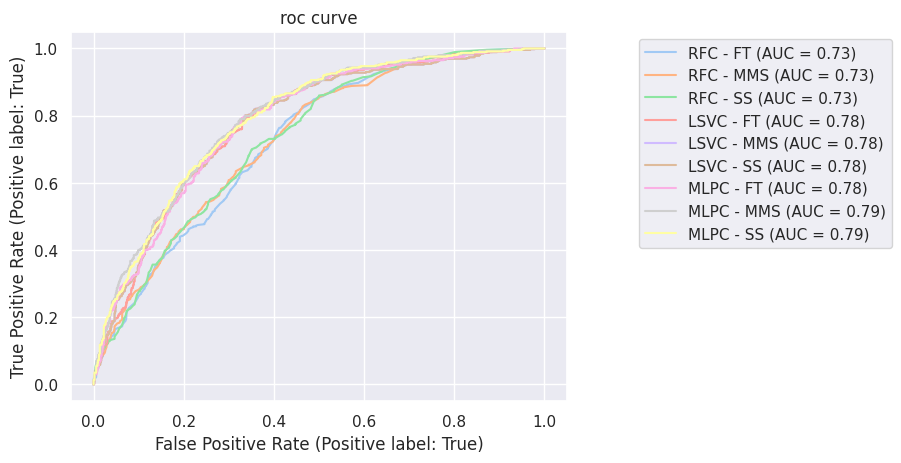 roc curve
True Positive Rate (Positive label: True)
1.0
0.8
0.6
0.4
0.2
0.0
0.0 0.2 0.4 0.6 0.8 1.0
False Positive Rate (Positive label: True)
RFC - FT (AUC = 0.73)
RFC - MMS (AUC = 0.73)
RFC - SS (AUC = 0.73)
LSVC - FT (AUC = 0.78)
LSVC - MMS (AUC = 0.78)
LSVC - SS (AUC = 0.78)
MLPC - FT (AUC = 0.78)
MLPC - MMS (AUC = 0.79)
MLPC - SS (AUC = 0.79)